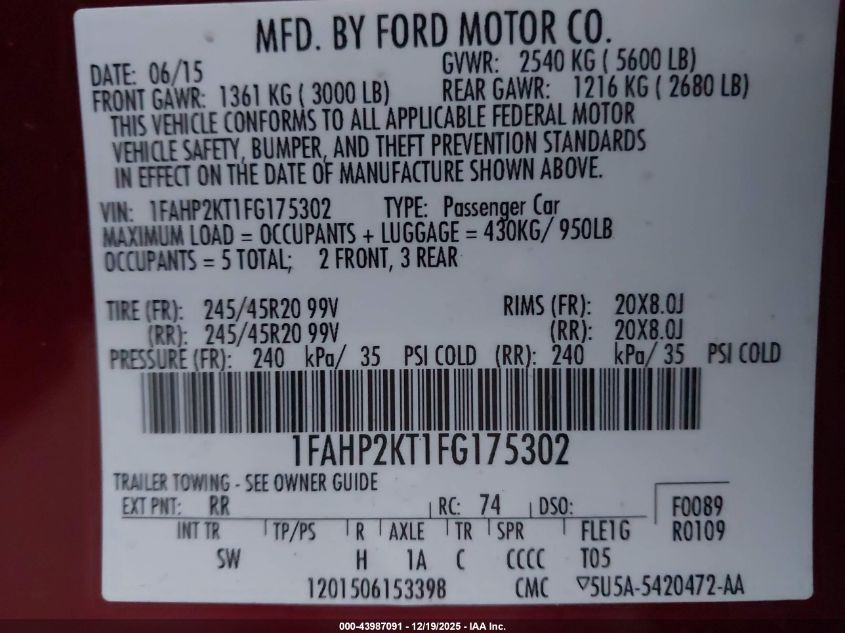 MFD. BY FORD MOTOR CO.
DATE: 06/15 GVWR: 2540 KG ( 5600 LB)
FRONT GAWR: 1361 KG ( 3000 LB) REAR GAWR: 1216 KG ( 2680 LB)
THIS VEHICLE CONFORMS TO ALL APPLICABLE FEDERAL MOTOR
VEHICLE SAFETY, BUMPER, AND THEFT PREVENTION STANDARDS
IN EFFECT ON THE DATE OF MANUFACTURE SHOWN ABOVE.
VIN: 1FAHP2KT1FG175302 TYPE: Passenger Car
MAXIMUM LOAD = OCCUPANTS + LUGGAGE = 430KG/ 950LB
OCCUPANTS = 5 TOTAL; 2 FRONT, 3 REAR
TIRE (FR): 245/45R20 99V RIMS (FR): 20X8.0J
(RR): 245/45R20 99V (RR): 20X8.0J
PRESSURE (FR): 240 kPa/ 35 PSI COLD (RR): 240 kPa/ 35 PSI COLD
1FAHP2KT1FG175302
TRAILER TOWING - SEE OWNER GUIDE
EXT PNT: RR RC: 74 DSO: F0089
INT TR TP/PS R AXLE TR SPR FLE1G R0109
SW H 1A C CCCC T05
1201506153398 CMC ▽5U5A-5420472-AA
000-43987091 - 12/19/2025 - IAA Inc.